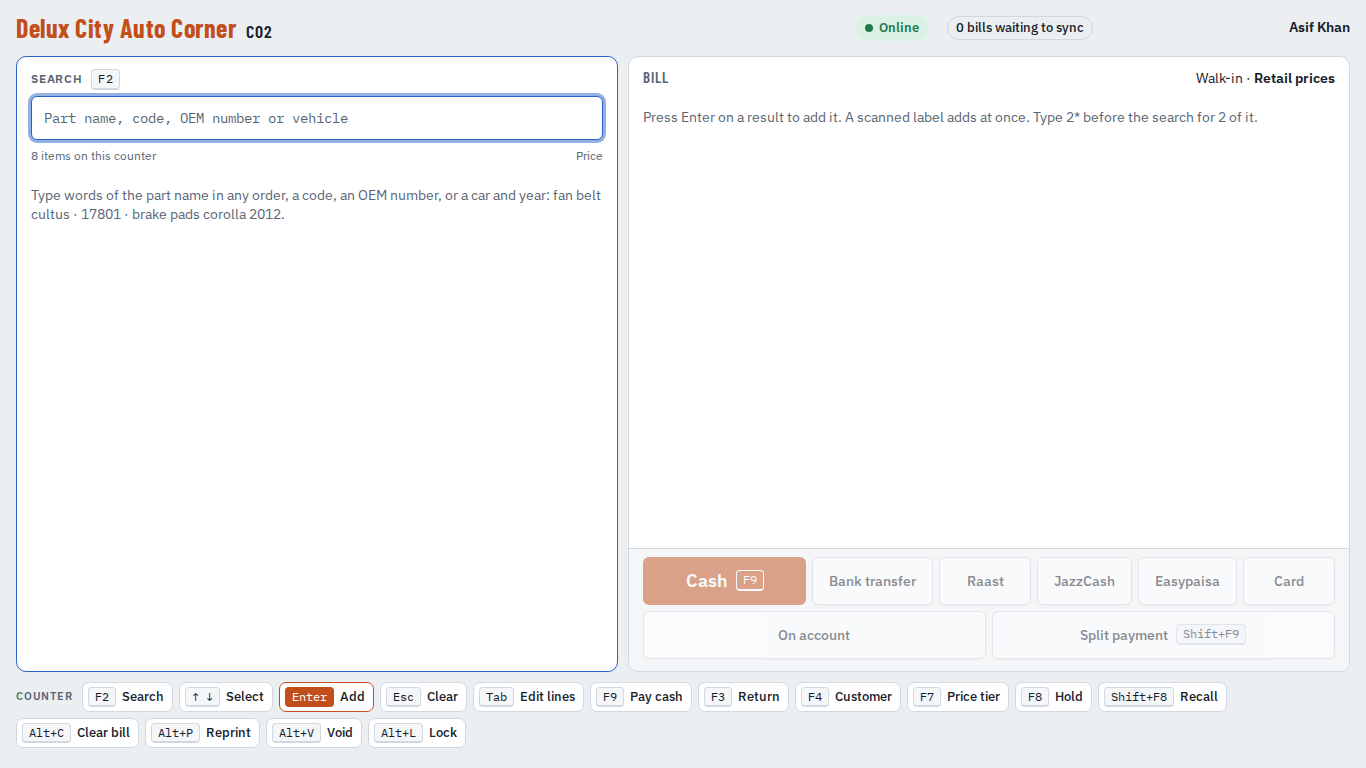 Delux City Auto Corner C02
Online
0 bills waiting to sync
Asif Khan
SEARCH F2
Part name, code, OEM number or vehicle
8 items on this counter
Price
Type words of the part name in any order, a code, an OEM number, or a car and year: fan belt
cultus · 17801 · brake pads corolla 2012.
BILL
Walk-in · Retail prices
Press Enter on a result to add it. A scanned label adds at once. Type 2* before the search for 2 of it.
Cash F9
Bank transfer
Raast
JazzCash
Easypaisa
Card
On account
Split payment Shift+F9
COUNTER F2 Search ↑ ↓ Select Enter Add Esc Clear Tab Edit lines F9 Pay cash F3 Return F4 Customer F7 Price tier F8 Hold Shift+F8 Recall
Alt+C Clear bill Alt+P Reprint Alt+V Void Alt+L Lock